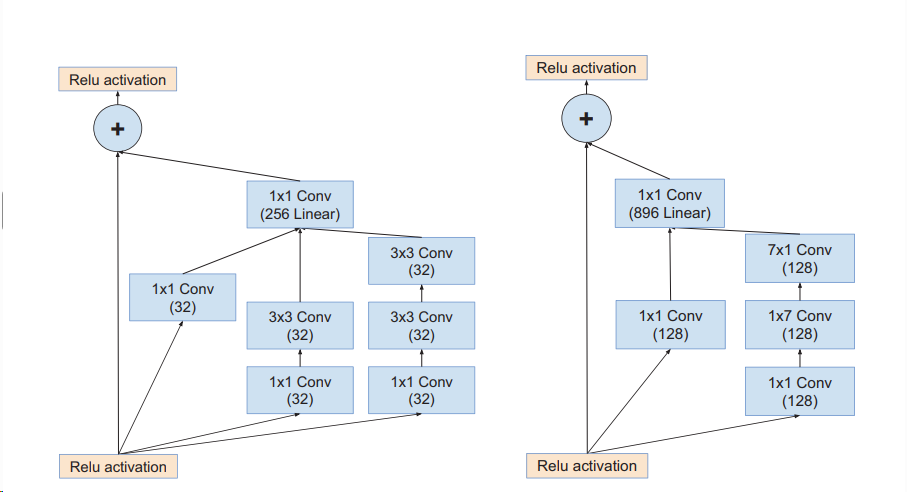 Relu activation
+
1x1 Conv
(256 Linear)
3x3 Conv
(32)
1x1 Conv
(32)
3x3 Conv
(32)
3x3 Conv
(32)
1x1 Conv
(32)
1x1 Conv
(32)
Relu activation
Relu activation
+
1x1 Conv
(896 Linear)
7x1 Conv
(128)
1x1 Conv
(128)
1x7 Conv
(128)
1x1 Conv
(128)
Relu activation